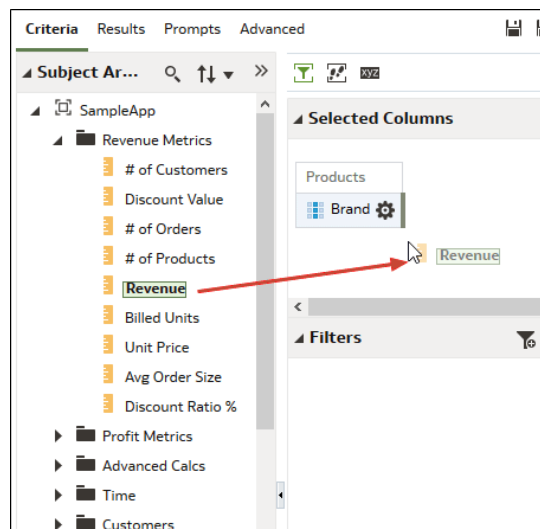 Criteria Results Prompts Advanced
Subject Ar...
SampleApp
Revenue Metrics
# of Customers
Discount Value
# of Orders
# of Products
Revenue
Billed Units
Unit Price
Avg Order Size
Discount Ratio %
Profit Metrics
Advanced Calcs
Time
Customers
xyz
Selected Columns
Products
Brand
Revenue
Filters